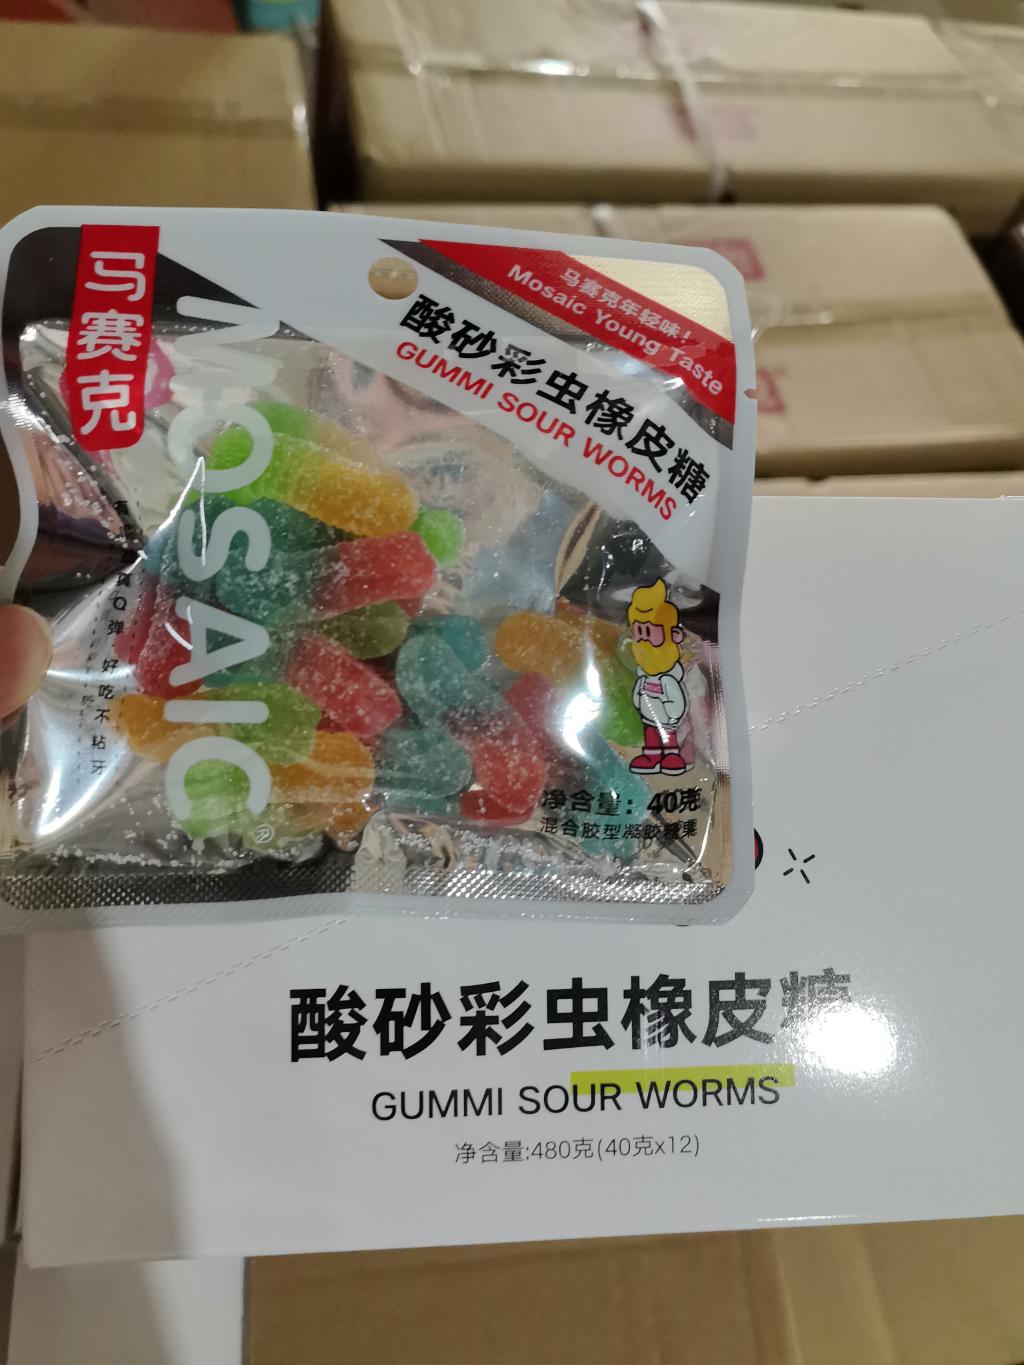 马赛克
MOSAIC®
马赛克年轻味!
Mosaic Young Taste
酸砂彩虫橡皮糖
GUMMI SOUR WORMS
Q弹
好吃不粘牙
净含量：40克
混合胶型凝胶糖果
酸砂彩虫橡皮糖
GUMMI SOUR WORMS
净含量:480克(40克x12)